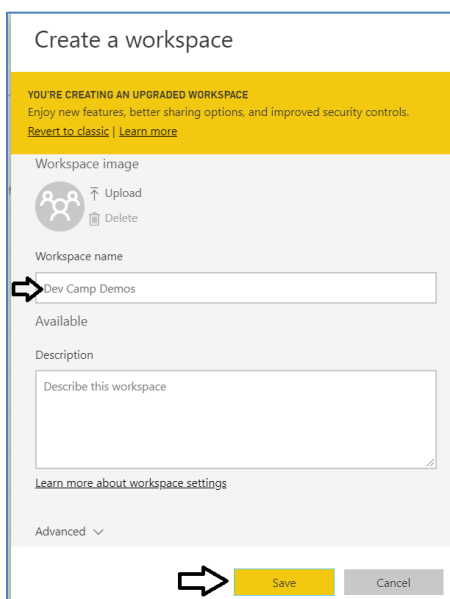 Create a workspace
YOU'RE CREATING AN UPGRADED WORKSPACE
Enjoy new features, better sharing options, and improved security controls.
Revert to classic | Learn more
Workspace image
Upload
Delete
Workspace name
Dev Camp Demos
Available
Description
Describe this workspace
Learn more about workspace settings
Advanced
Save Cancel